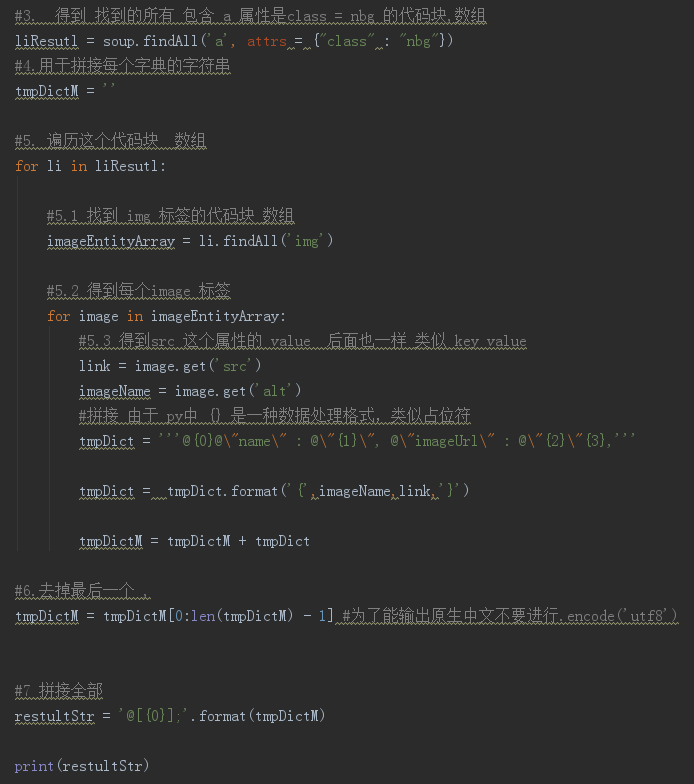 #3.  得到 找到的所有 包含 a 属性是class = nbg 的代码块,数组
liResutl = soup.findAll('a', attrs = {"class" : "nbg"})
#4.用于拼接每个字典的字符串
tmpDictM = ''
#5. 遍历这个代码块  数组
for li in liResutl:
#5.1 找到 img 标签的代码块 数组
imageEntityArray = li.findAll('img')
#5.2 得到每个image 标签
for image in imageEntityArray:
#5.3 得到src 这个属性的 value  后面也一样 类似 key value
link = image.get('src')
imageName = image.get('alt')
#拼接 由于 py中 {} 是一种数据处理格式, 类似占位符
tmpDict = '''@{0}@\"name\" : @\"{1}\", @\"imageUrl\" : @\"{2}\"{3},'''
tmpDict =  tmpDict.format('{',imageName,link,'}')
tmpDictM = tmpDictM + tmpDict
#6.去掉最后一个 ,
tmpDictM = tmpDictM[0:len(tmpDictM) - 1] #为了能输出原生中文不要进行.encode('utf8')
#7 拼接全部
restultStr = '@[{0}];'.format(tmpDictM)
print(restultStr)